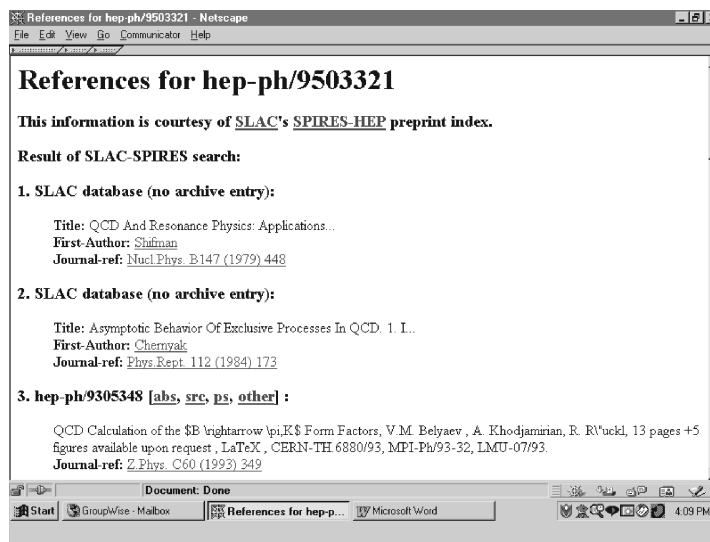 References for hep-ph/9503321 - Netscape
File Edit View Go Communicator Help
References for hep-ph/9503321
This information is courtesy of SLAC's SPIRES-HEP preprint index.
Result of SLAC-SPIRES search:
1. SLAC database (no archive entry):
Title: QCD And Resonance Physics: Applications...
First-Author: Shifman
Journal-ref: Nucl.Phys. B147 (1979) 448
2. SLAC database (no archive entry):
Title: Asymptotic Behavior Of Exclusive Processes In QCD. 1. I...
First-Author: Chernyak
Journal-ref: Phys.Rept. 112 (1984) 173
3. hep-ph/9305348 [abs, src, ps, other] :
QCD Calculation of the $B \rightarrow \pi,K$ Form Factors, V.M. Belyaev , A. Khodjamirian, R. R\"uckl, 13 pages +5
figures available upon request , LaTeX , CERN-TH.6880/93, MPI-Ph/93-32, LMU-07/93.
Journal-ref: Z.Phys. C60 (1993) 349
Document: Done
Start GroupWise - Mailbox References for hep-p... Microsoft Word 4:09 PM